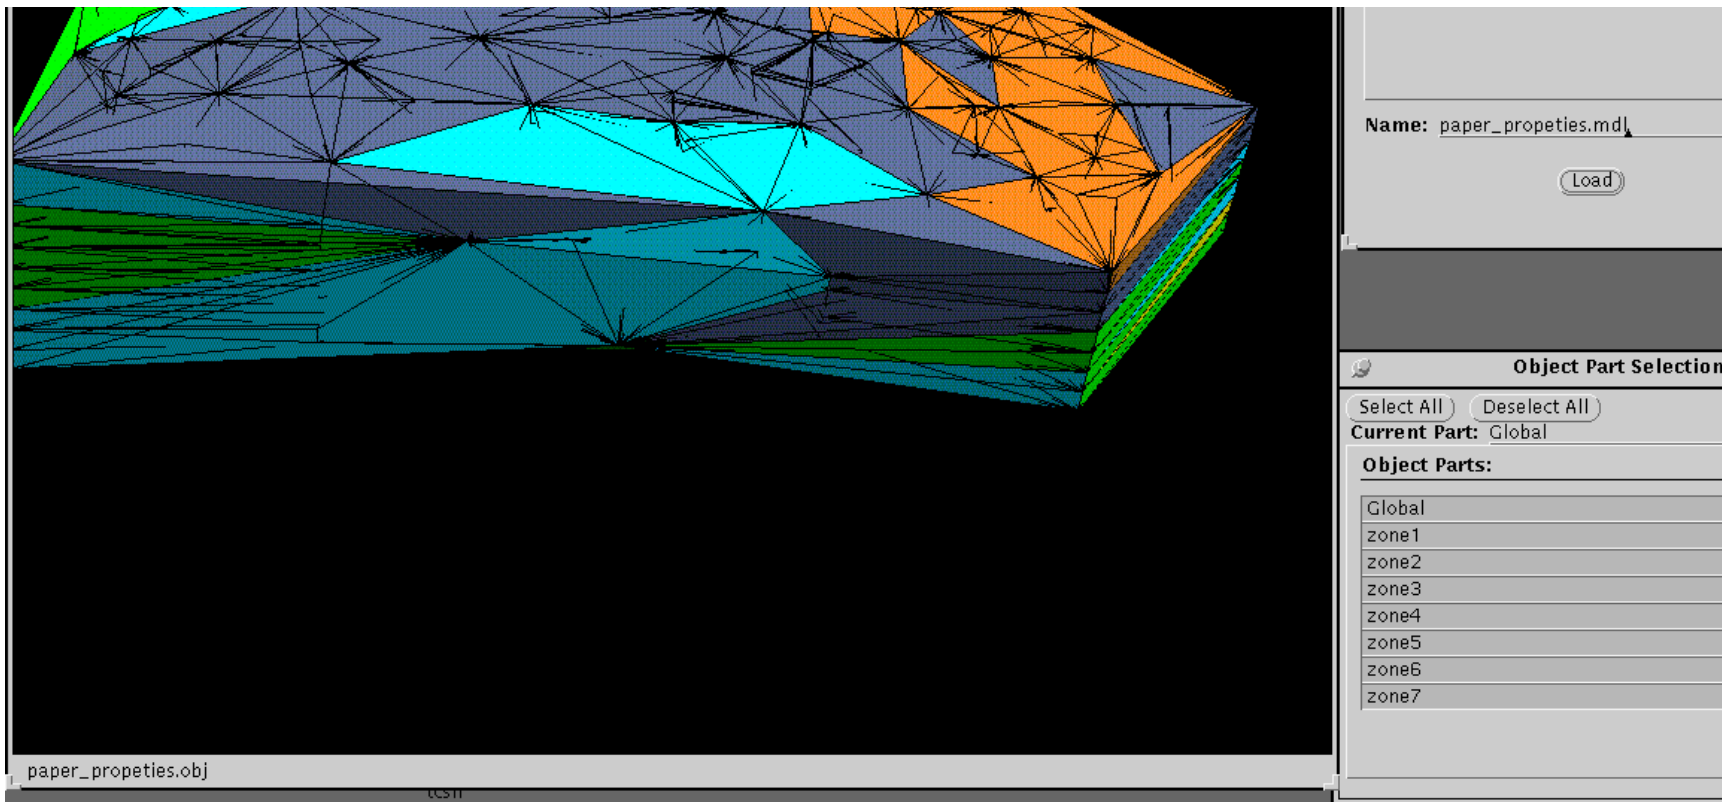 Name: paper_propeties.mdl
Load
Object Part Selection
Select All Deselect All
Current Part: Global
Object Parts:
Global
zone1
zone2
zone3
zone4
zone5
zone6
zone7
paper_propeties.obj